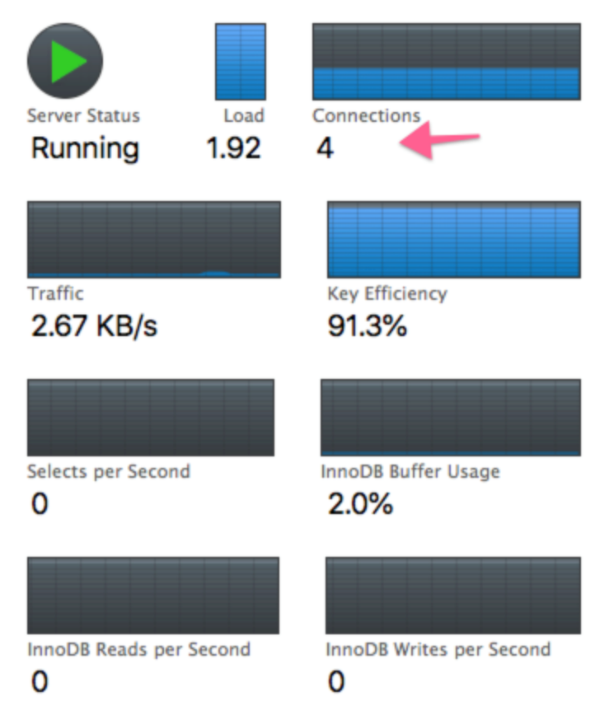 Server Status
Load
Connections
Running
1.92
4
Traffic
Key Efficiency
2.67 KB/s
91.3%
Selects per Second
InnoDB Buffer Usage
0
2.0%
InnoDB Reads per Second
InnoDB Writes per Second
0
0